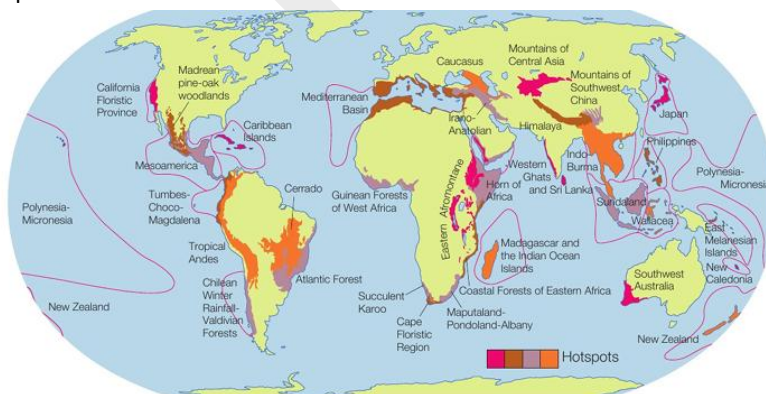 California
Floristic
Province
Madrean
pine-oak
woodlands
Caribbean
Islands
Mesoamerica
Tumbes-
Choco-
Magdalena
Polynesia-
Micronesia
Tropical
Andes
Cerrado
Atlantic Forest
Chilean
Winter
Rainfall-
Valdivian
Forests
New Zealand
Mediterranean
Basin
Caucasus
Irano-
Anatolian
Mountains of
Central Asia
Mountains of
Southwest
China
Himalaya
Japan
Indo-
Burma
Philippines
Western
Ghats
and Sri Lanka
Horn of
Africa
Guinean Forests
of West Africa
Eastern Afromontane
Sundaland
Wallacea
Polynesia-
Micronesia
East
Melanesian
Islands
New
Caledonia
Madagascar and
the Indian Ocean
Islands
Coastal Forests of Eastern Africa
Succulent
Karoo
Cape
Floristic
Region
Maputaland-
Pondoland-Albany
Southwest
Australia
New Zealand
Hotspots